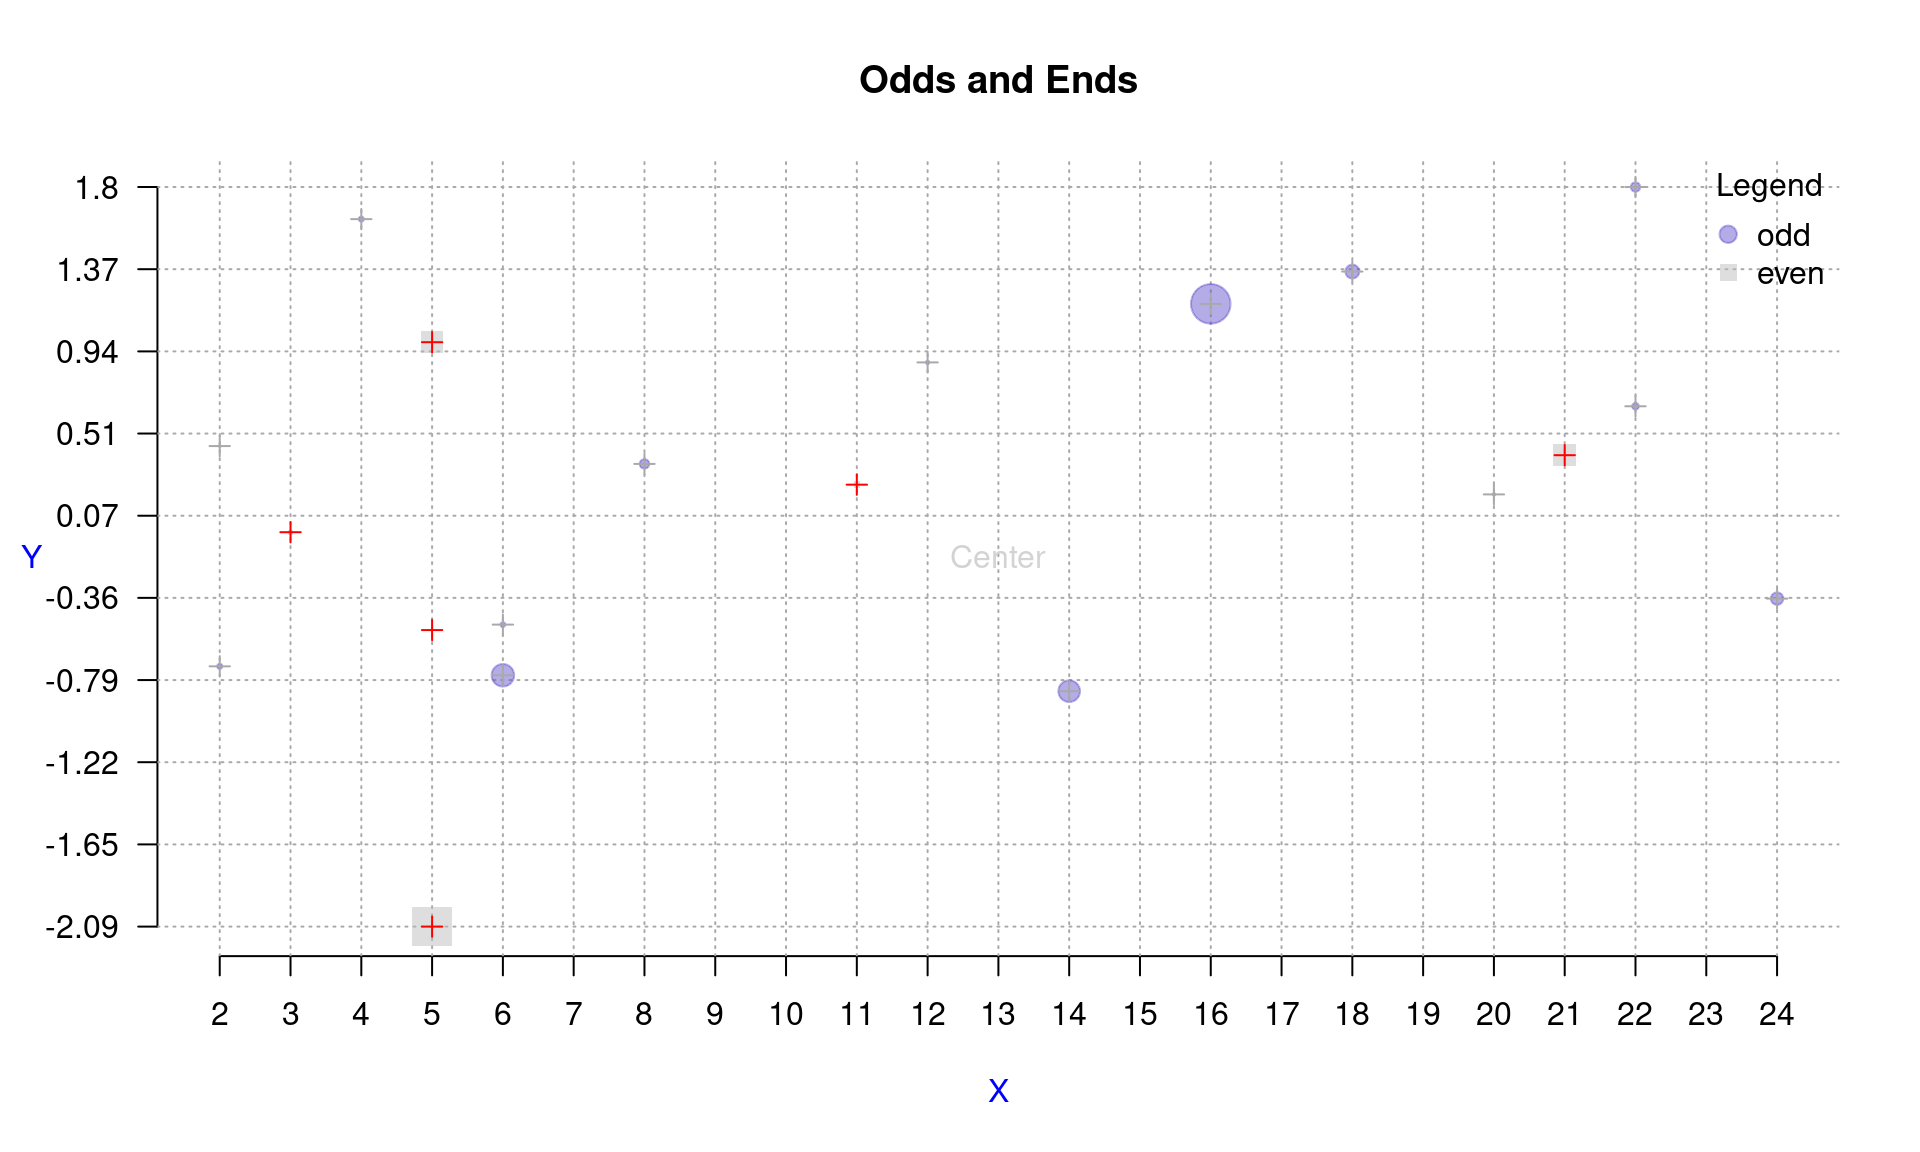 Odds and Ends
Legend
odd
even
1.8
1.37
0.94
0.51
0.07
-0.36
-0.79
-1.22
-1.65
-2.09
Y
Center
2 3 4 5 6 7 8 9 10 11 12 13 14 15 16 17 18 19 20 21 22 23 24
X